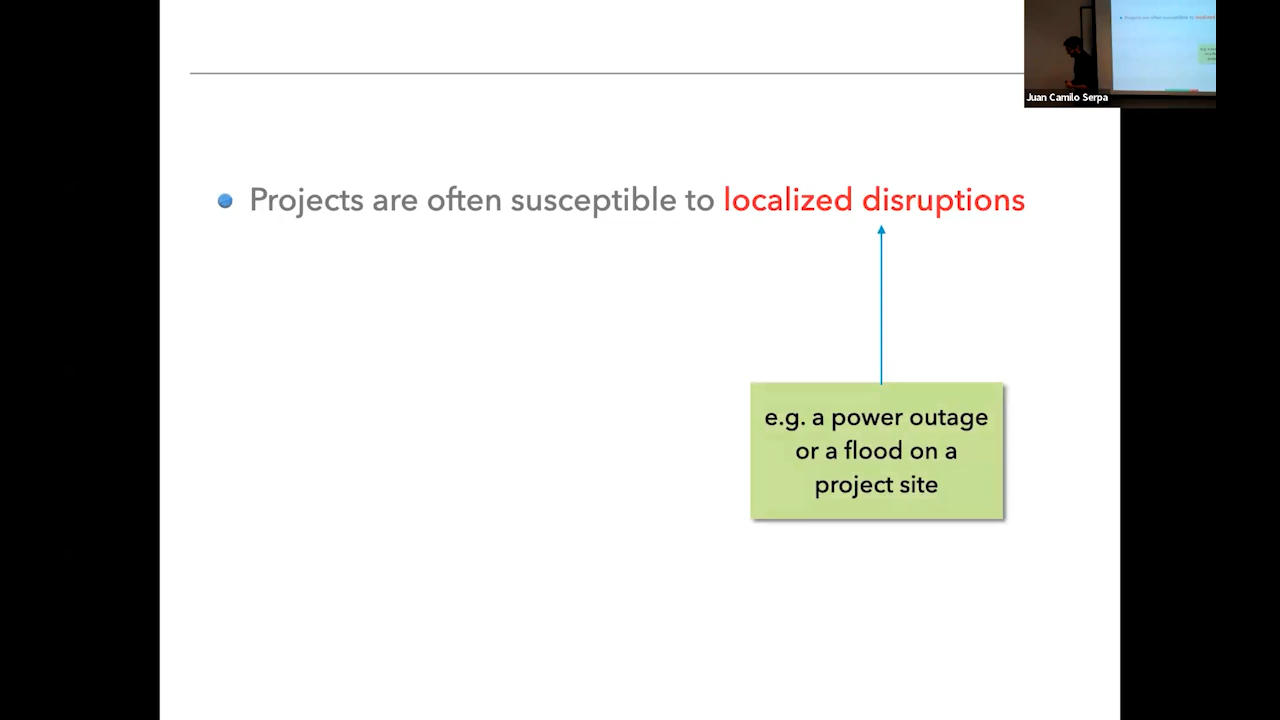 Projects are often susceptible to localized disruptions
e.g. a power outage
or a flood on a
project site
Juan Camilo Serpa